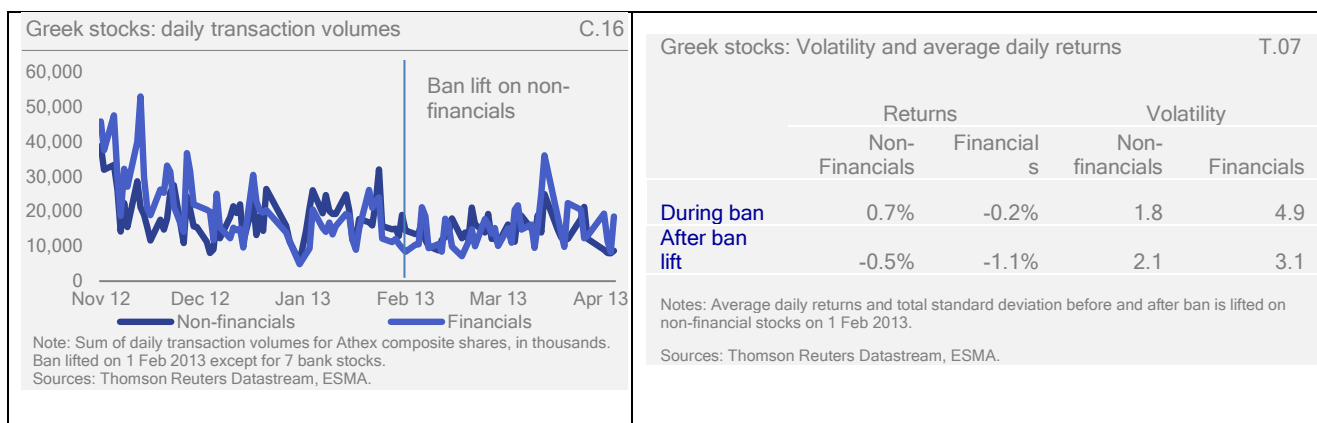 Greek stocks: daily transaction volumes C.16
60,000
50,000
40,000
30,000
20,000
10,000
0
Ban lift on non-
financials
Nov 12 Dec 12 Jan 13 Feb 13 Mar 13 Apr 13
Non-financials Financials
Note: Sum of daily transaction volumes for Athex composite shares, in thousands.
Ban lifted on 1 Feb 2013 except for 7 bank stocks.
Sources: Thomson Reuters Datastream, ESMA.
Greek stocks: Volatility and average daily returns T.07
Returns Volatility
Non- Financial Non-
Financials s financials Financials
During ban 0.7% -0.2% 1.8 4.9
After ban
lift -0.5% -1.1% 2.1 3.1
Notes: Average daily returns and total standard deviation before and after ban is lifted on
non-financial stocks on 1 Feb 2013.
Sources: Thomson Reuters Datastream, ESMA.